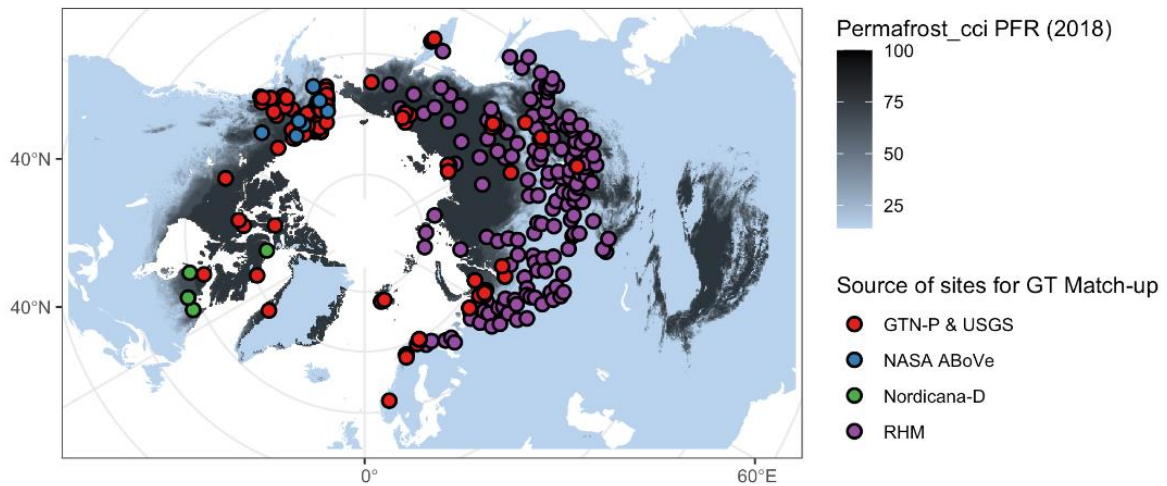 40°N
40°N
0°
60°E
Permafrost_cci PFR (2018)
100
75
50
25
Source of sites for GT Match-up
GTN-P & USGS
NASA ABoVe
Nordicana-D
RHM